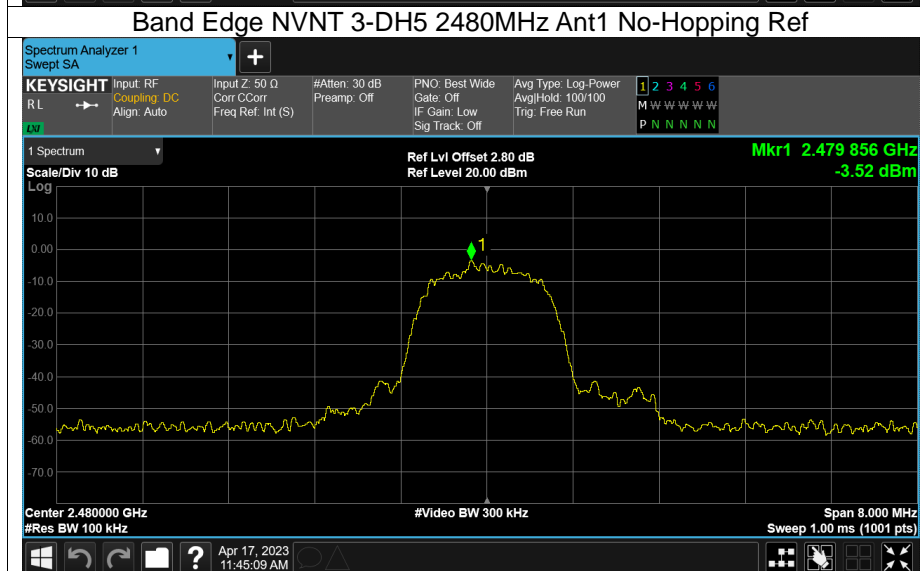 Band Edge NVNT 3-DH5 2480MHz Ant1 No-Hopping Ref
Spectrum Analyzer 1
Swept SA
KEYSIGHT
R L
LXI
Input: RF
Coupling: DC
Align: Auto
Input Z: 50 Ω
Corr CCorr
Freq Ref: Int (S)
#Atten: 30 dB
Preamp: Off
PNO: Best Wide
Gate: Off
IF Gain: Low
Sig Track: Off
Avg Type: Log-Power
Avg|Hold: 100/100
Trig: Free Run
1 2 3 4 5 6
M W W W W W
P N N N N N
1 Spectrum
Scale/Div 10 dB
Ref Lvl Offset 2.80 dB
Ref Level 20.00 dBm
Mkr1 2.479 856 GHz
-3.52 dBm
Log
10.0
0.00
-10.0
-20.0
-30.0
-40.0
-50.0
-60.0
-70.0
1
Center 2.480000 GHz
#Res BW 100 kHz
#Video BW 300 kHz
Span 8.000 MHz
Sweep 1.00 ms (1001 pts)
?
Apr 17, 2023
11:45:09 AM